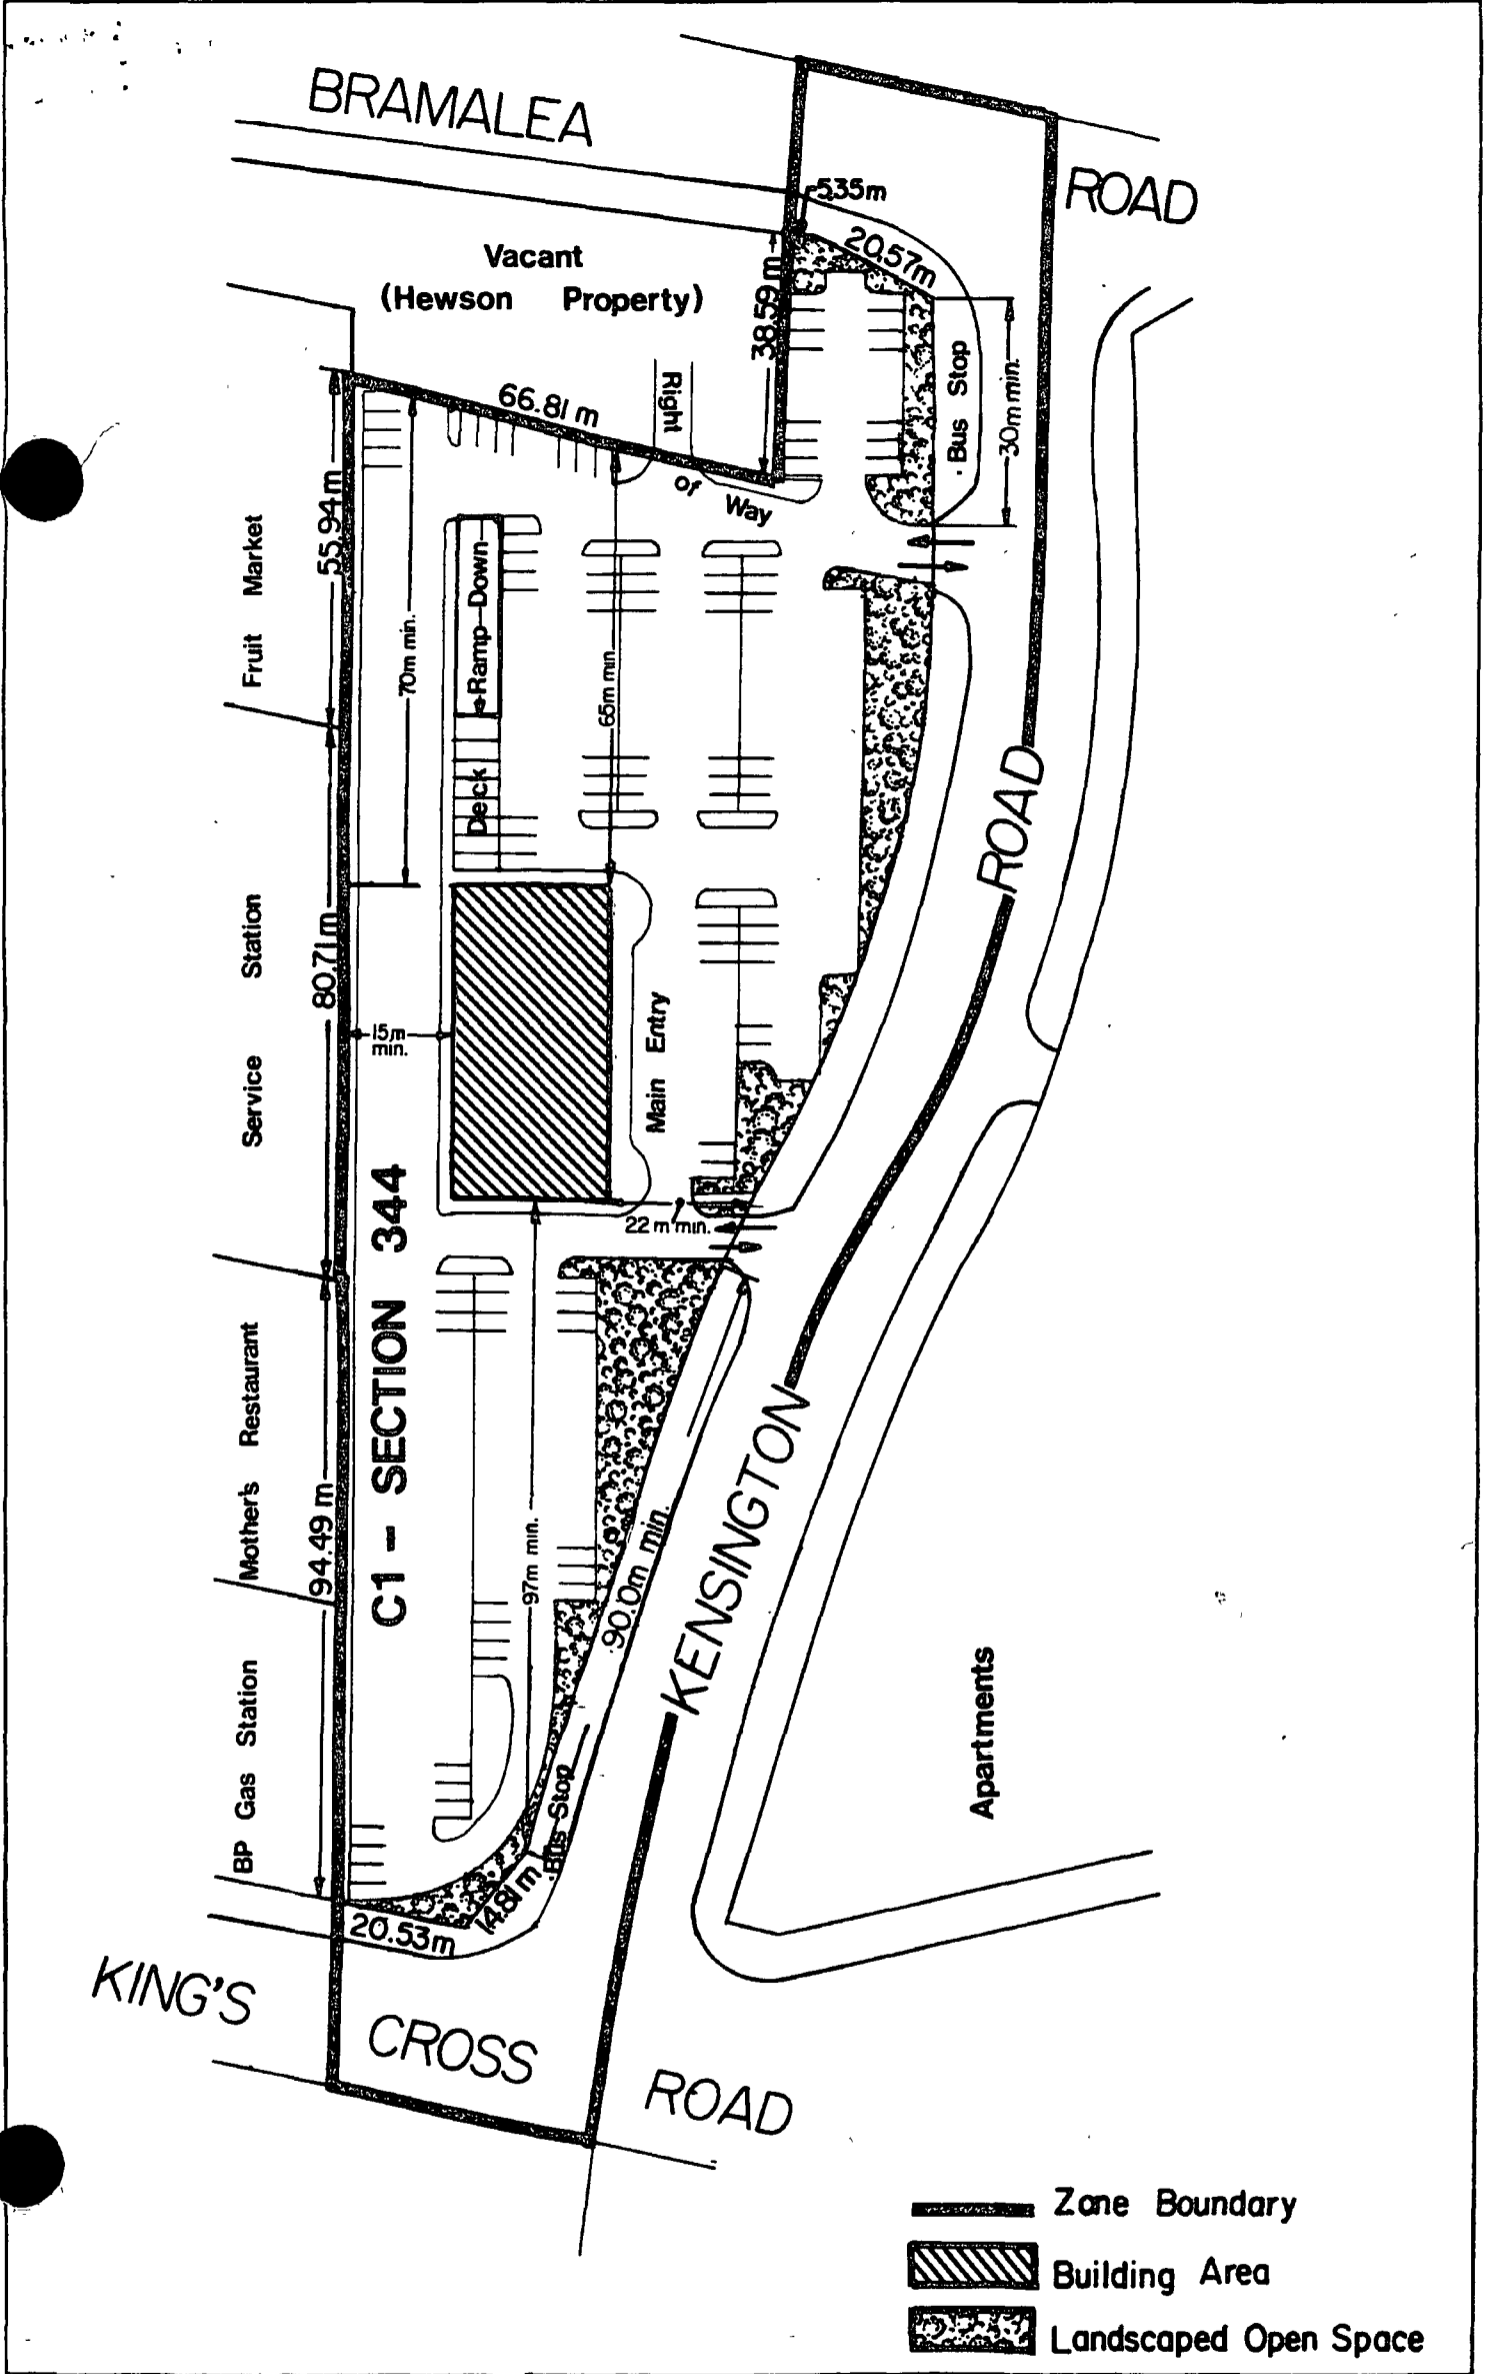 BRAMALEA
ROAD
5.35m
20.57m
Vacant
(Hewson Property)
38.59m
66.81 m
Right
of Way
Bus Stop
30m min.
55.94m
Fruit Market
70m min.
Ramp Down
65m min.
Deck
ROAD
80.71m
Service Station
15m
min.
Main Entry
22 m min.
C1 - SECTION 344
Mother's Restaurant
94.49 m
97m min.
90.0m min.
KENSINGTON
BP Gas Station
Bus Stop
Apartments
14.81m
20.53m
KING'S
CROSS
ROAD
Zone Boundary
Building Area
Landscaped Open Space